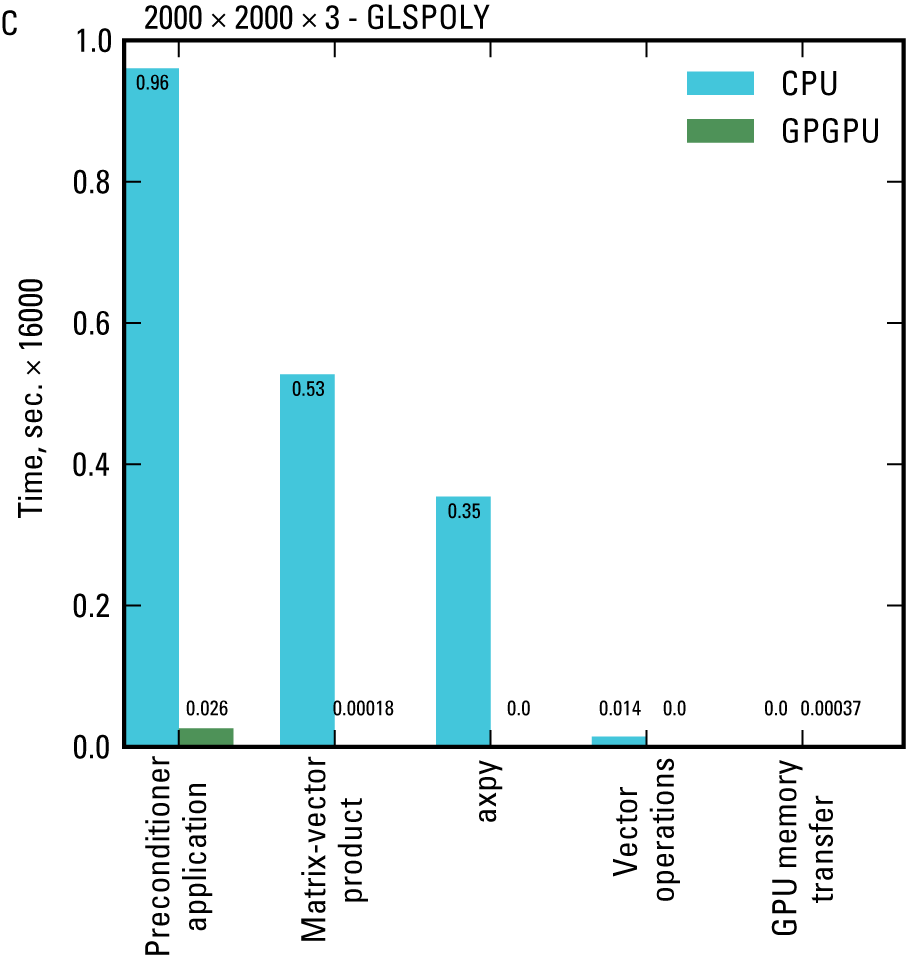 C
2000 × 2000 × 3 - GLSPOLY
CPU
GPGPU
Time, sec. × 16000
1.0
0.8
0.6
0.4
0.2
0.0
0.96
0.026
0.53
0.00018
0.35
0.0
0.014
0.0
0.0
0.00037
Preconditioner
application
Matrix-vector
product
axpy
Vector
operations
GPU memory
transfer